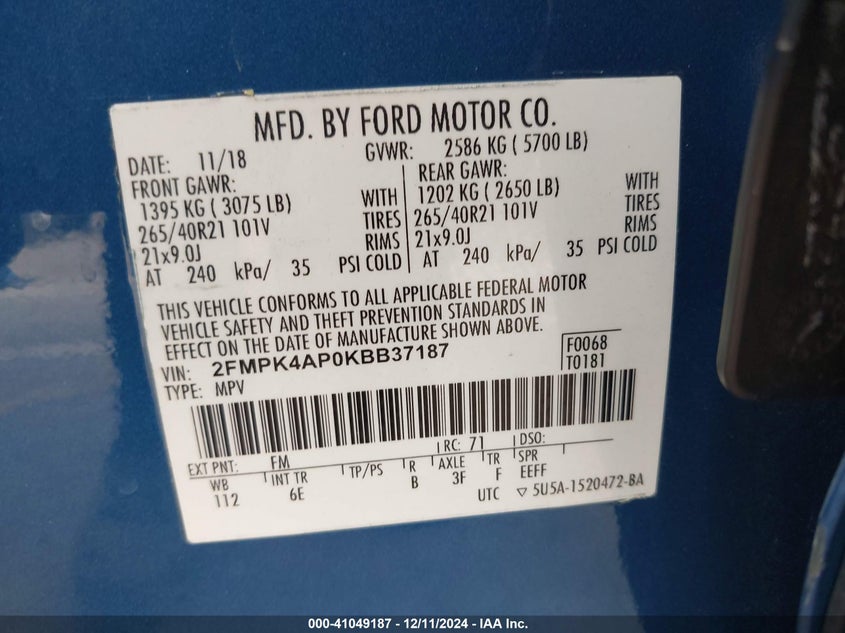 MFD. BY FORD MOTOR CO.
DATE: 11/18 GVWR: 2586 KG ( 5700 LB)
FRONT GAWR: REAR GAWR:
1395 KG ( 3075 LB) WITH 1202 KG ( 2650 LB) WITH
265/40R21 101V TIRES 265/40R21 101V TIRES
21x9.0J RIMS 21x9.0J RIMS
AT 240 kPa/ 35 PSI COLD AT 240 kPa/ 35 PSI COLD
THIS VEHICLE CONFORMS TO ALL APPLICABLE FEDERAL MOTOR
VEHICLE SAFETY AND THEFT PREVENTION STANDARDS IN
EFFECT ON THE DATE OF MANUFACTURE SHOWN ABOVE.
VIN: 2FMPK4AP0KBB37187 F0068
TYPE: MPV T0181
EXT PNT: FM RC: 71 DSO:
WB INT TR TP/PS R AXLE TR SPR
112 6E B 3F F EEFF
UTC ▽ 5U5A-1520472-BA
000-41049187 - 12/11/2024 - IAA Inc.